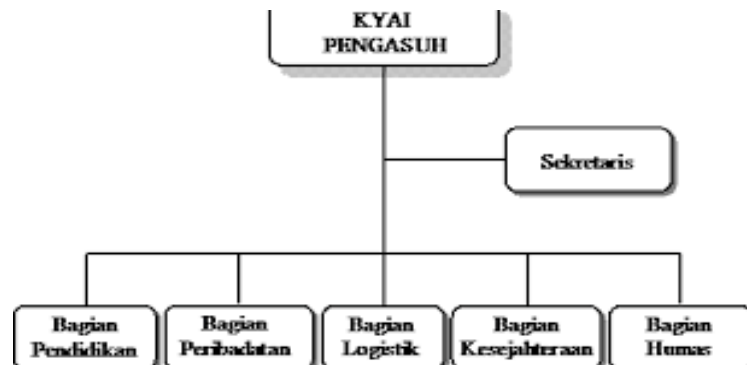 KYAI
PENGASUH
Sekretaris
Bagian
Pendidikan
Bagian
Peribadatan
Bagian
Logistik
Bagian
Kesejahteraan
Bagian
Humas